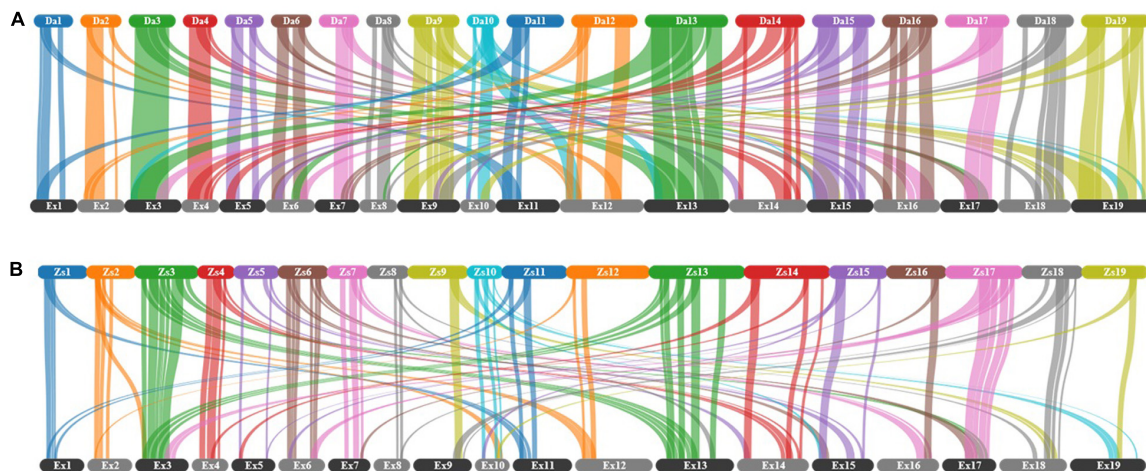 A
Da1 Da2 Da3 Da4 Da5 Da6 Da7 Da8 Da9 Da10 Da11 Da12 Da13 Da14 Da15 Da16 Da17 Da18 Da19
Ex1 Ex2 Ex3 Ex4 Ex5 Ex6 Ex7 Ex8 Ex9 Ex10 Ex11 Ex12 Ex13 Ex14 Ex15 Ex16 Ex17 Ex18 Ex19
B
Zs1 Zs2 Zs3 Zs4 Zs5 Zs6 Zs7 Zs8 Zs9 Zs10 Zs11 Zs12 Zs13 Zs14 Zs15 Zs16 Zs17 Zs18 Zs19
Ex1 Ex2 Ex3 Ex4 Ex5 Ex6 Ex7 Ex8 Ex9 Ex10 Ex11 Ex12 Ex13 Ex14 Ex15 Ex16 Ex17 Ex18 Ex19